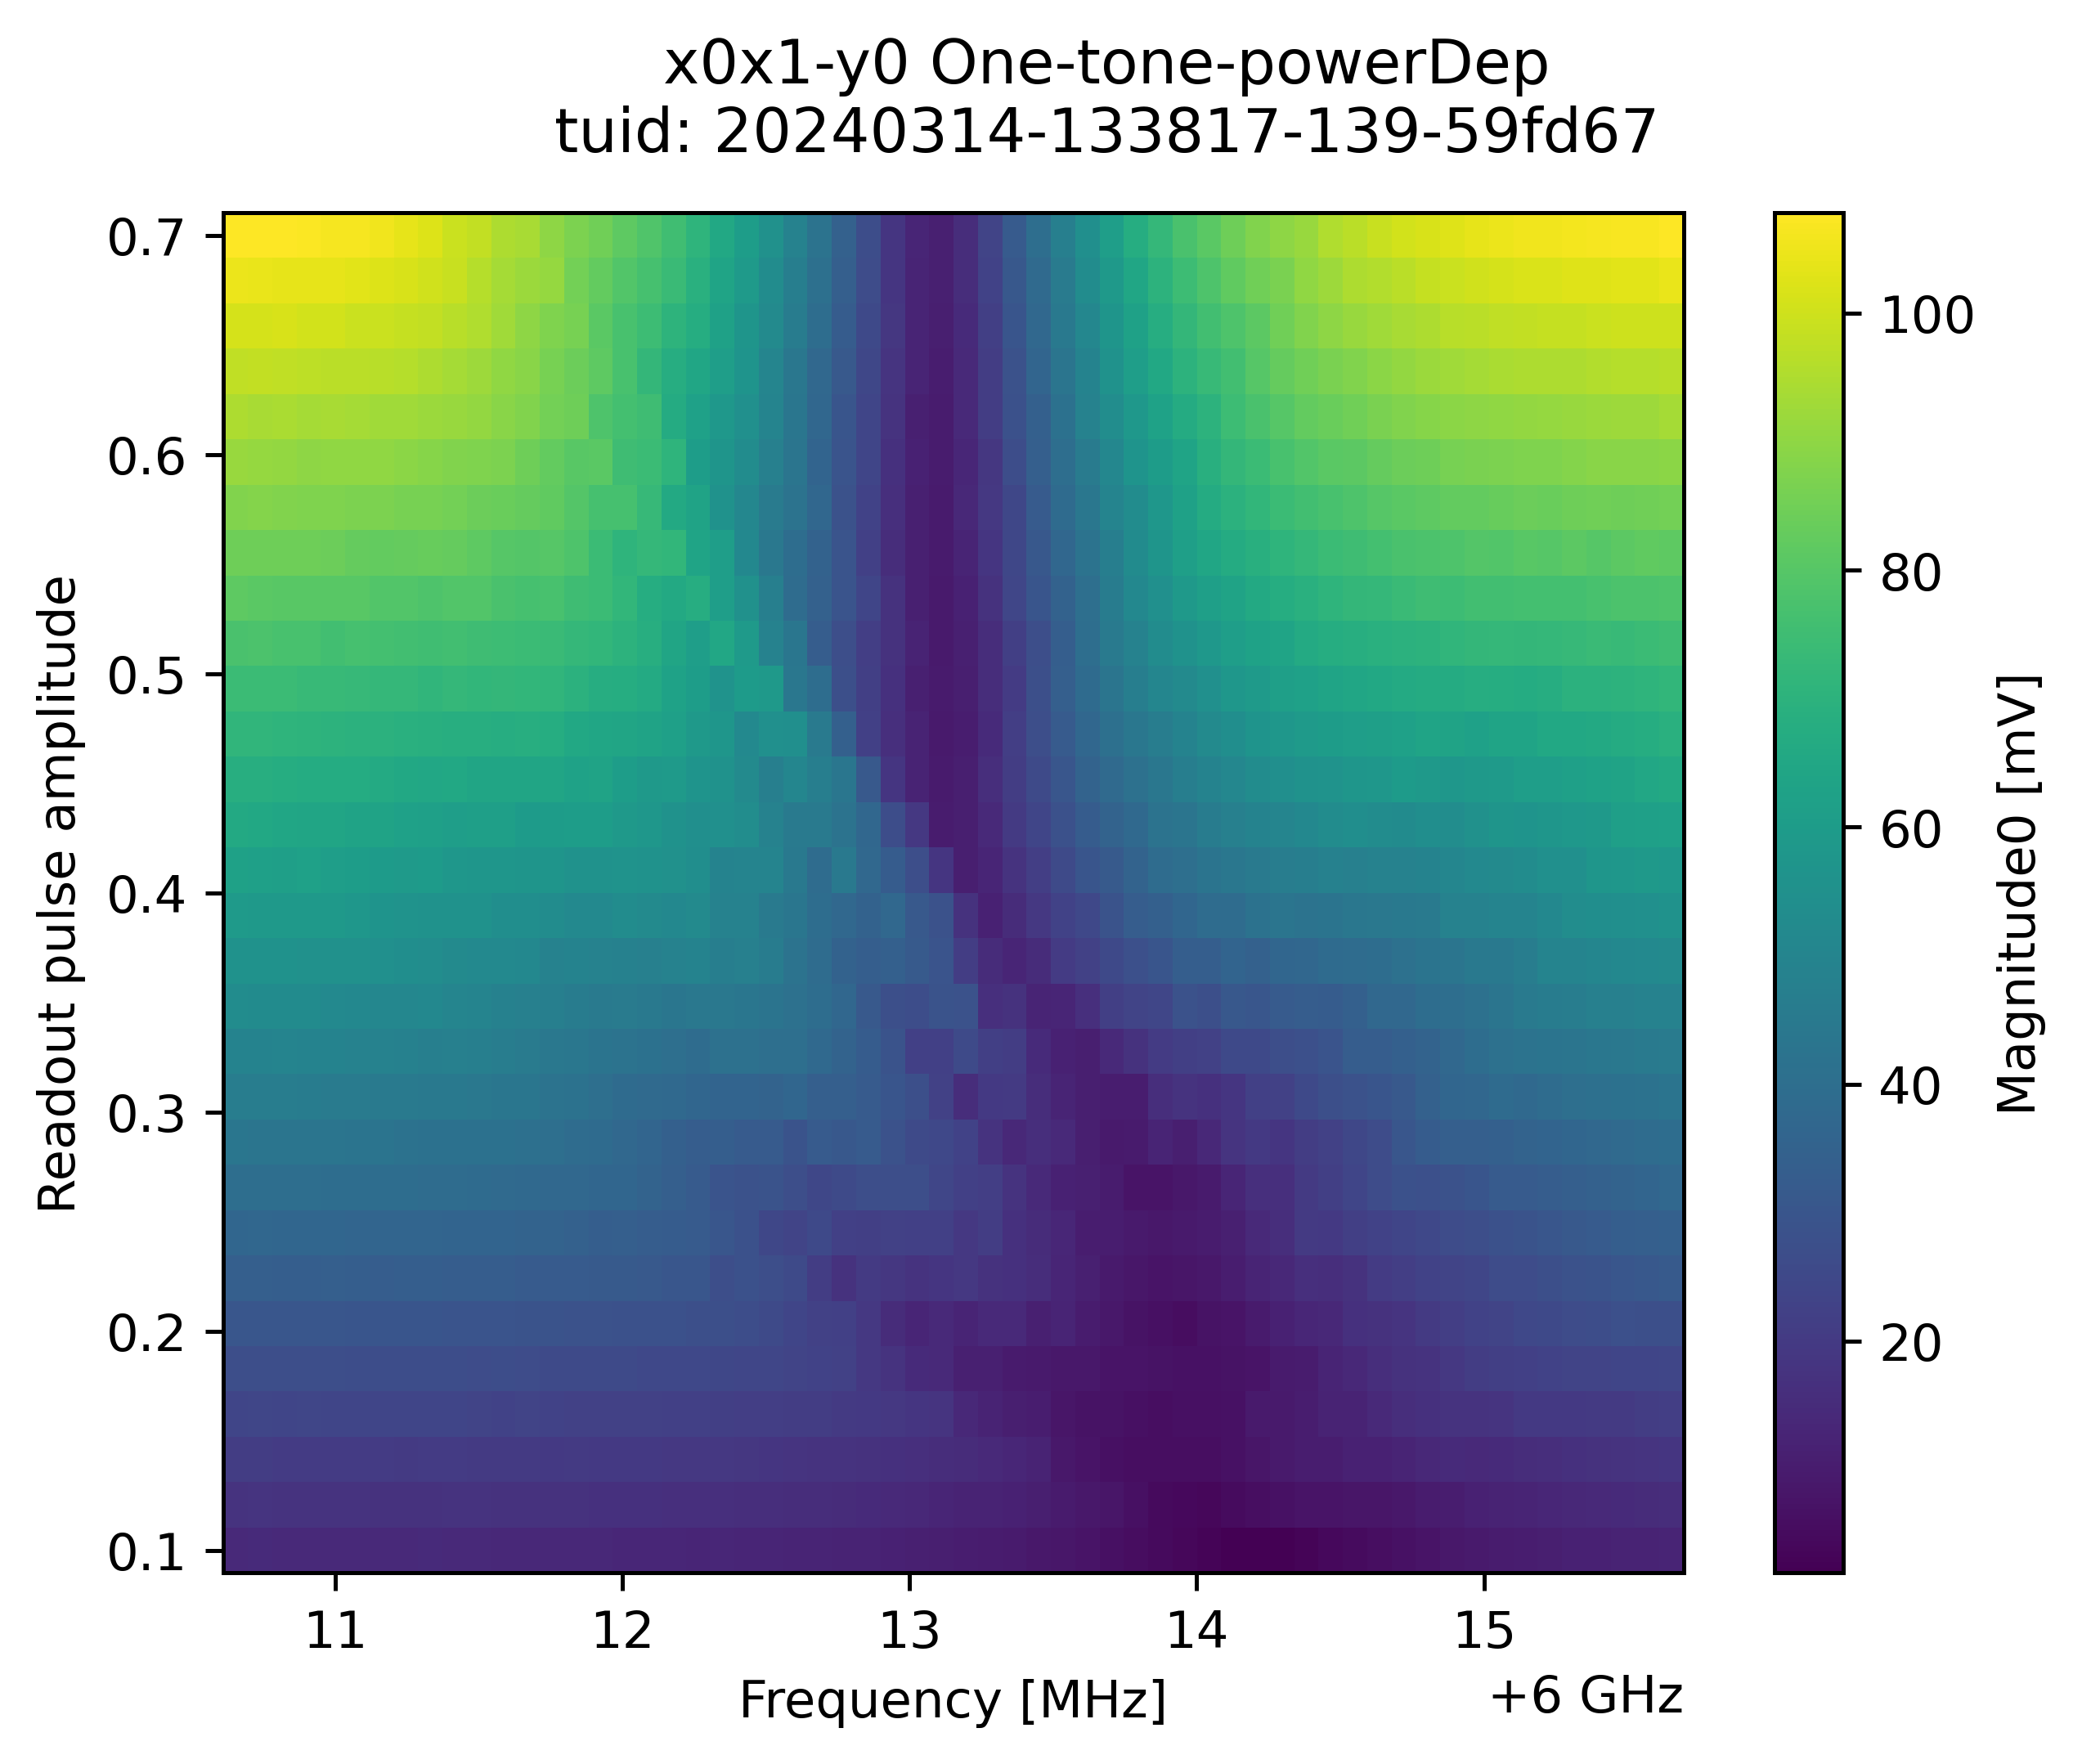 x0x1-y0 One-tone-powerDep
tuid: 20240314-133817-139-59fd67
Readout pulse amplitude
0.7
0.6
0.5
0.4
0.3
0.2
0.1
11 12 13 14 15
Frequency [MHz]
+6 GHz
100
80
60
40
20
Magnitude0 [mV]